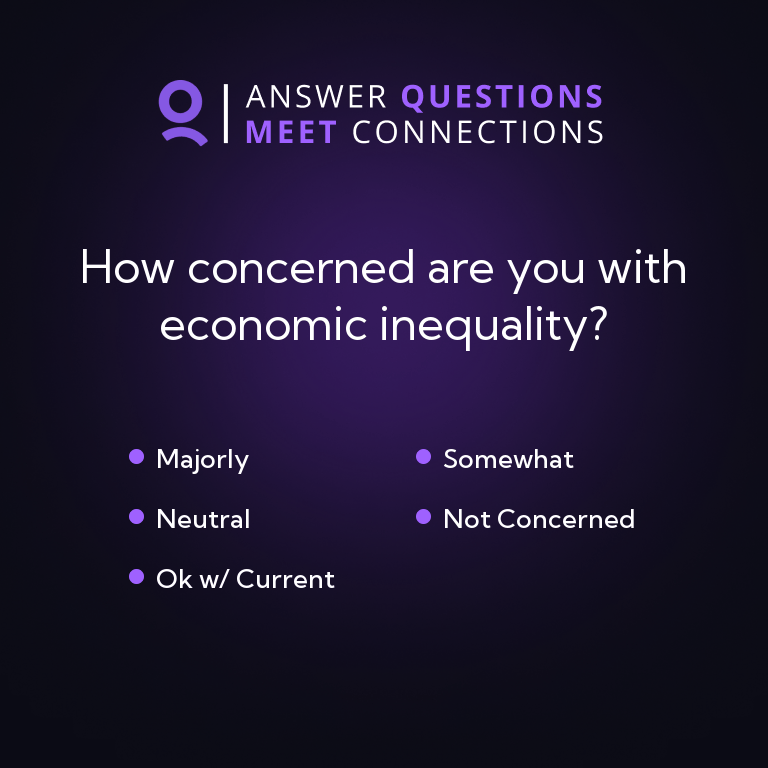 ANSWER QUESTIONS
MEET CONNECTIONS
How concerned are you with
economic inequality?
Majorly
Somewhat
Neutral
Not Concerned
Ok w/ Current